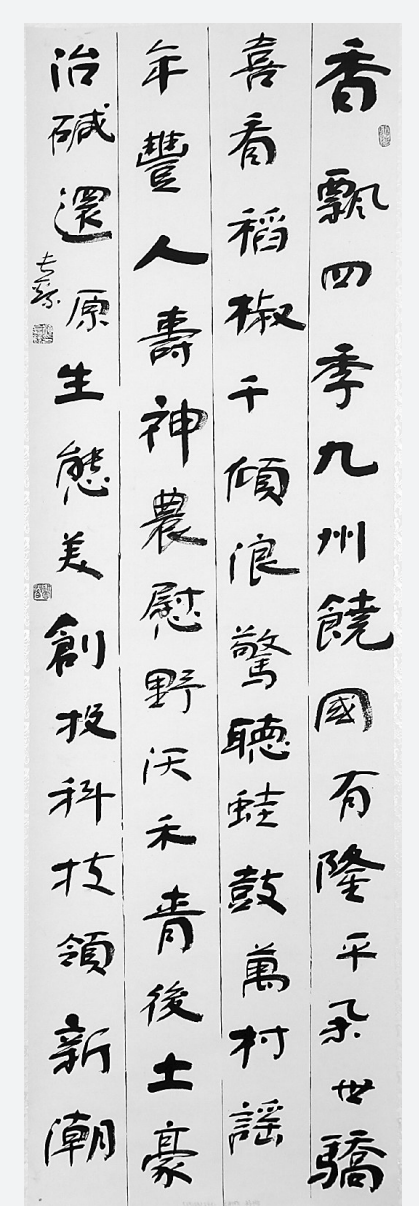 香飄四季九州饒國有隆平舉世驕
喜看稻椒千傾浪驚聽蛙鼓萬村謠
年豐人壽神農慰野沃禾青後土豪
治碱還原生態美創投科技領新潮